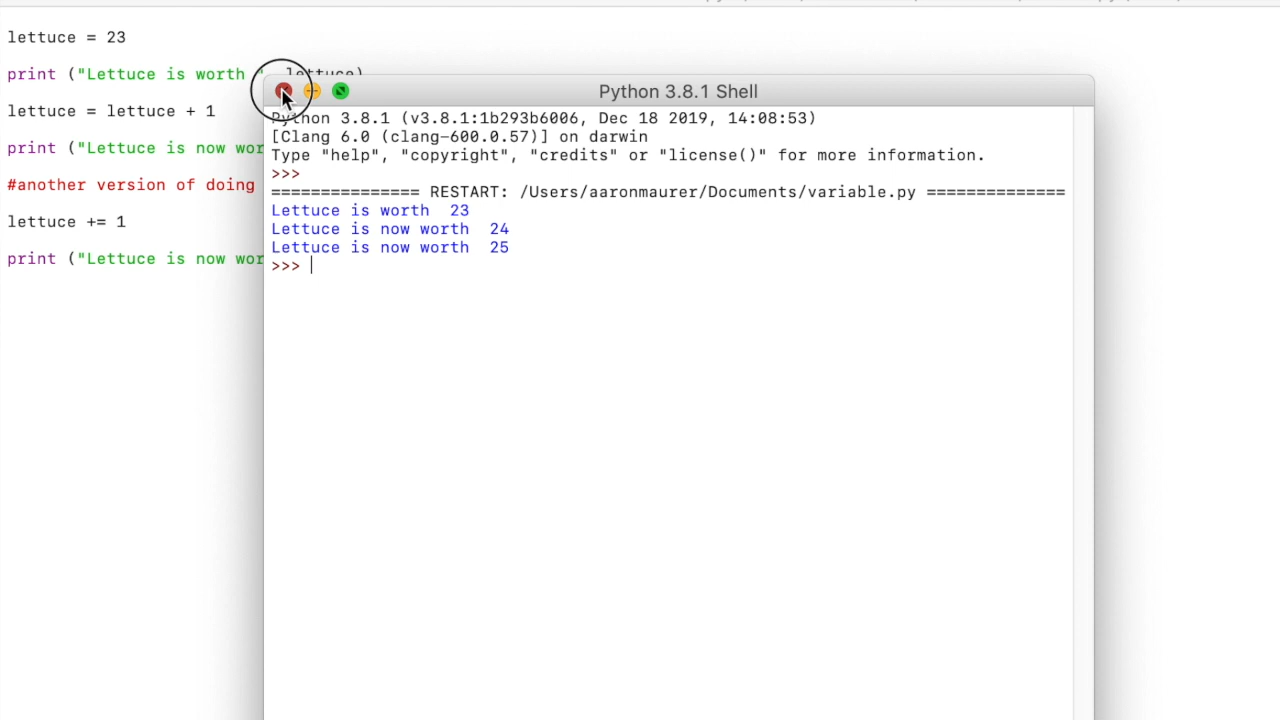 lettuce = 23
print ("Lettuce is worth ", lettuce)
lettuce = lettuce + 1
print ("Lettuce is now wor
#another version of doing
lettuce += 1
print ("Lettuce is now wor
Python 3.8.1 Shell
Python 3.8.1 (v3.8.1:1b293b6006, Dec 18 2019, 14:08:53)
[Clang 6.0 (clang-600.0.57)] on darwin
Type "help", "copyright", "credits" or "license()" for more information.
>>>
=============== RESTART: /Users/aaronmaurer/Documents/variable.py ==============
Lettuce is worth  23
Lettuce is now worth  24
Lettuce is now worth  25
>>>